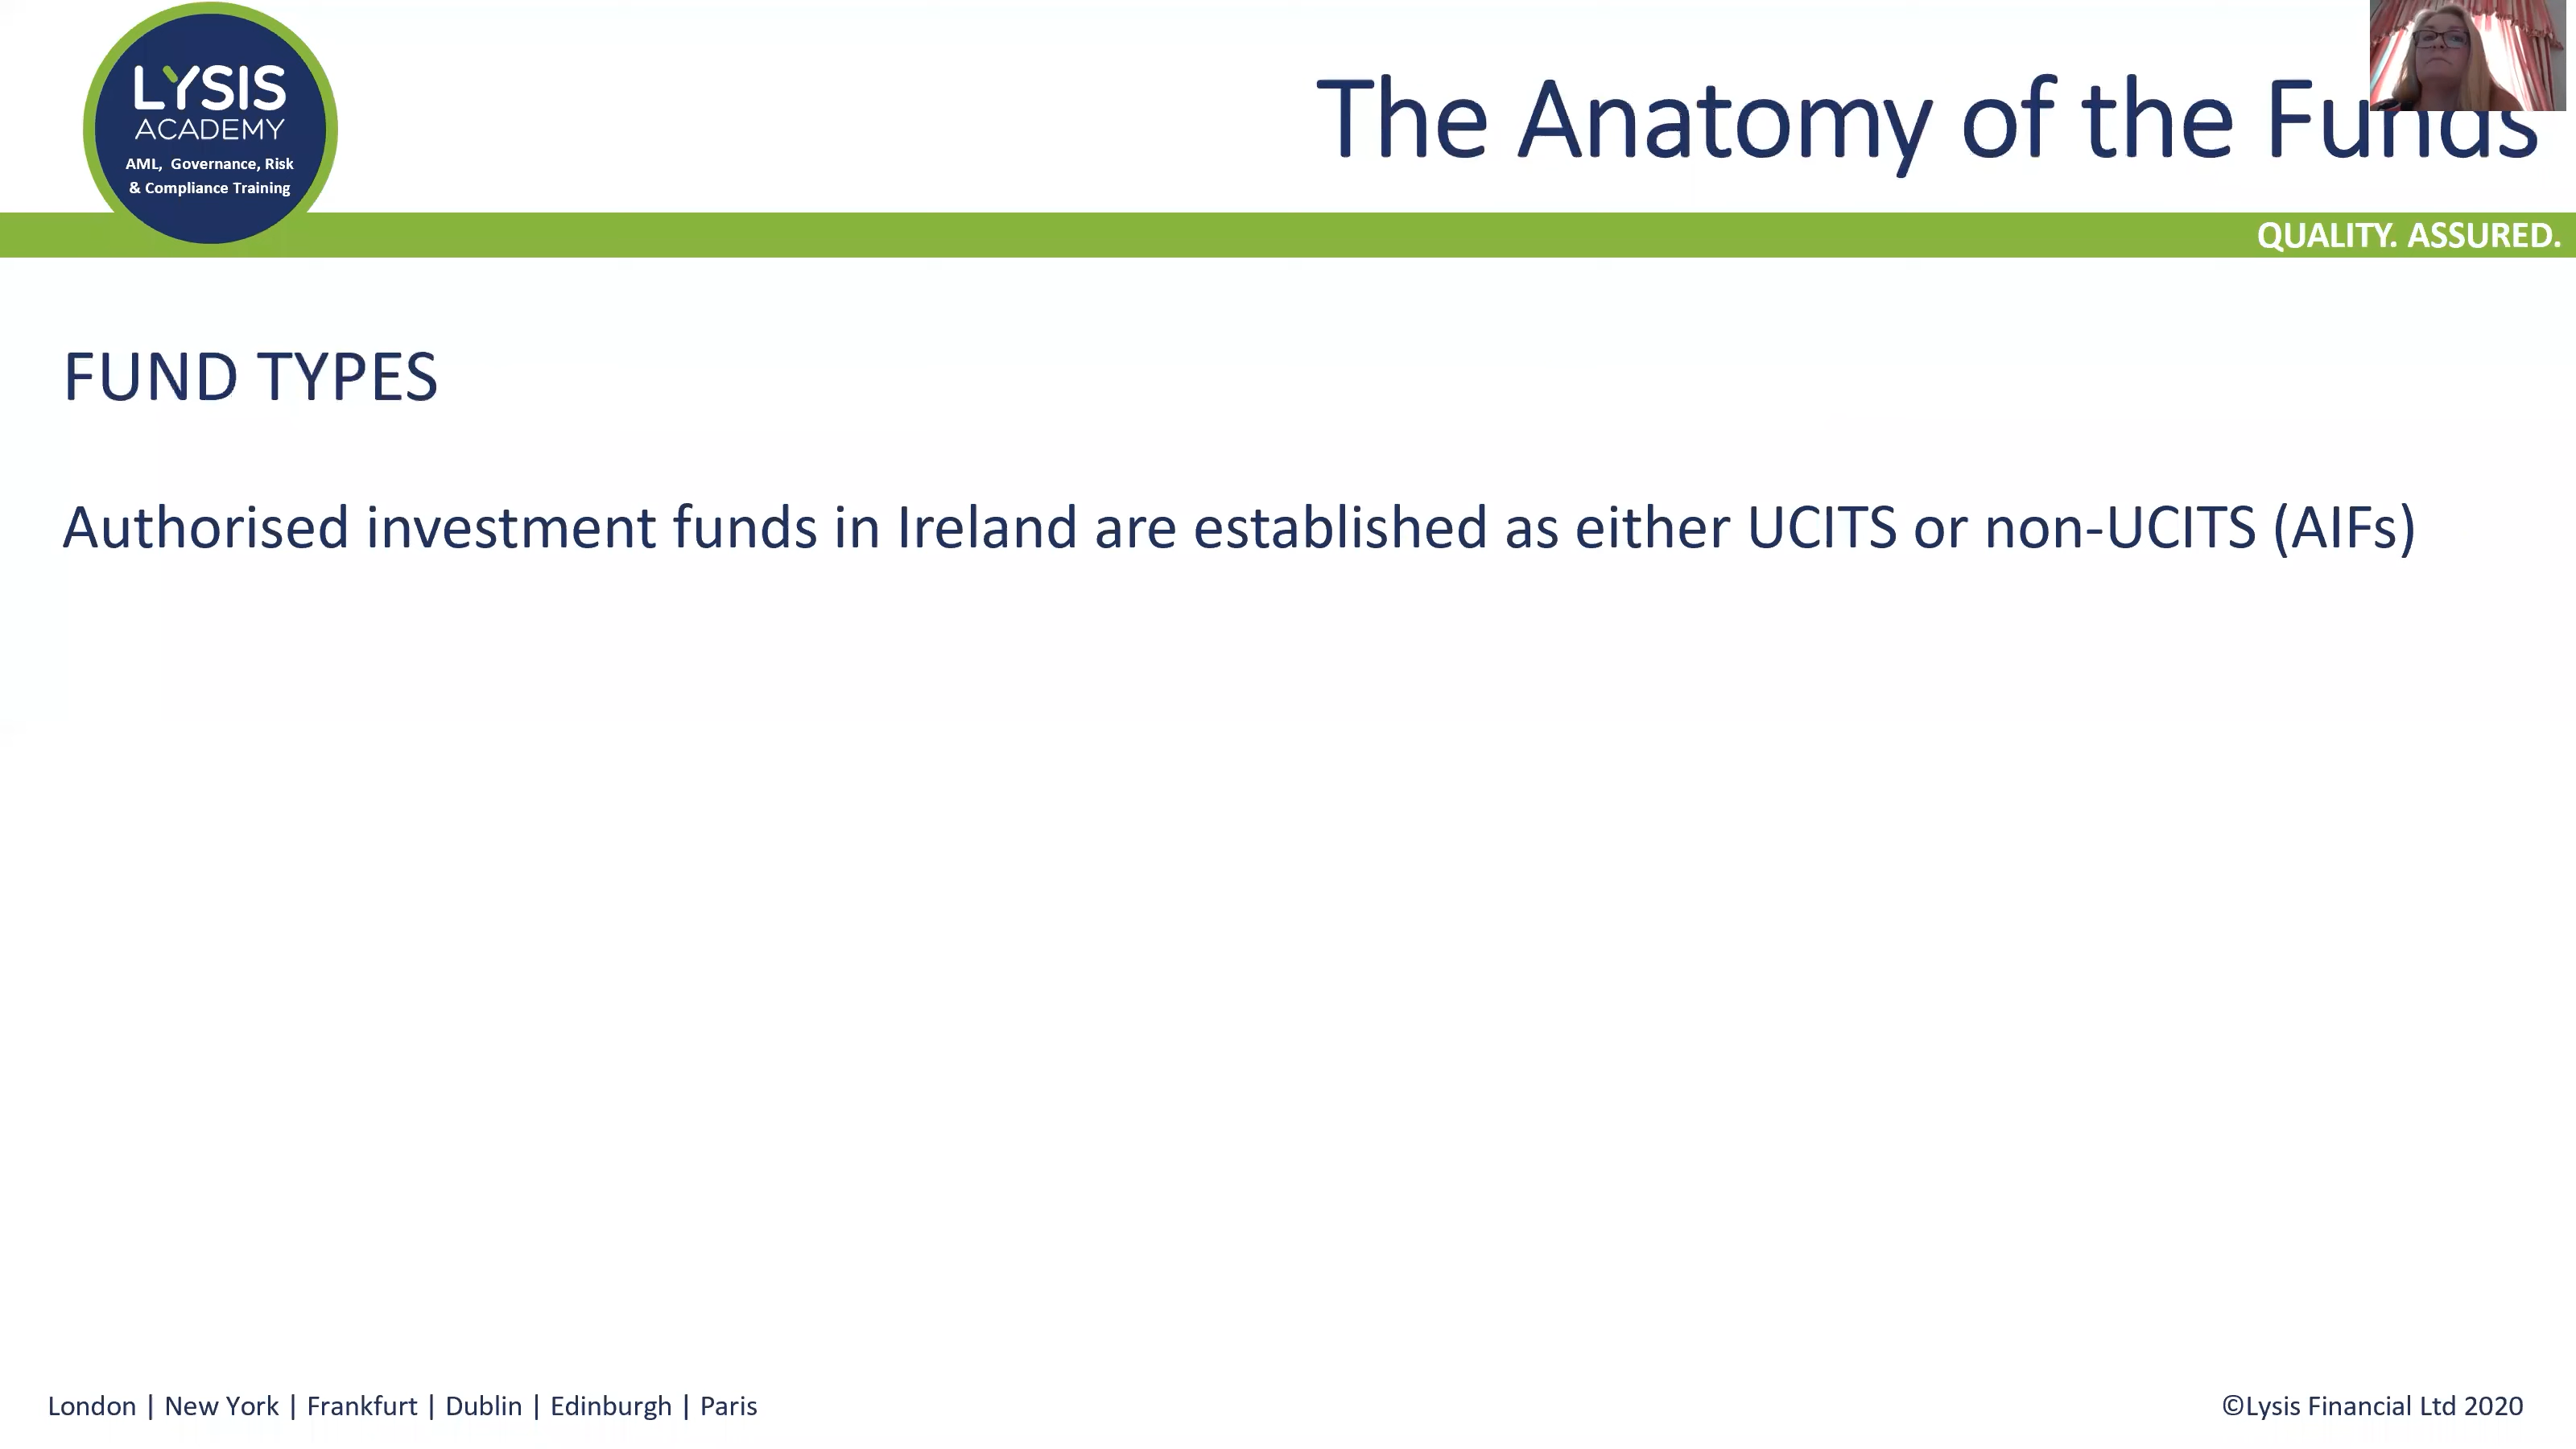 LYSIS
ACADEMY
AML, Governance, Risk
& Compliance Training
The Anatomy of the Funds
QUALITY. ASSURED.
FUND TYPES
Authorised investment funds in Ireland are established as either UCITS or non-UCITS (AIFs)
London | New York | Frankfurt | Dublin | Edinburgh | Paris
©Lysis Financial Ltd 2020